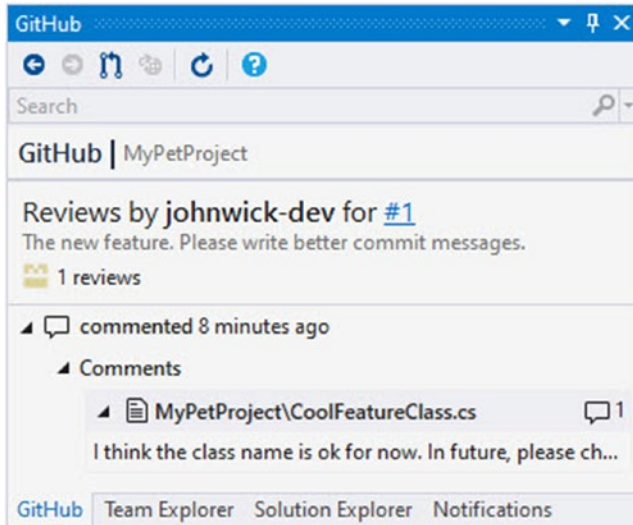 GitHub
Search
GitHub | MyPetProject
Reviews by johnwick-dev for #1
The new feature. Please write better commit messages.
1 reviews
commented 8 minutes ago
Comments
MyPetProject\CoolFeatureClass.cs 1
I think the class name is ok for now. In future, please ch...
GitHub Team Explorer Solution Explorer Notifications